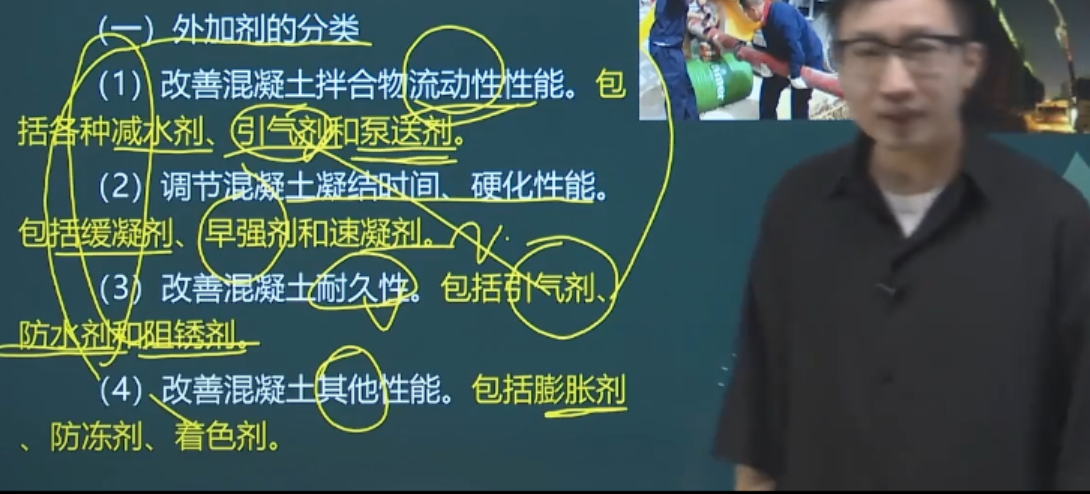 （一）外加剂的分类
（1）改善混凝土拌合物流动性性能。包
括各种减水剂、引气剂和泵送剂。
（2）调节混凝土凝结时间、硬化性能。
包括缓凝剂、早强剂和速凝剂。
（3）改善混凝土耐久性。包括引气剂、
防水剂和阻锈剂。
（4）改善混凝土其他性能。包括膨胀剂
、防冻剂、着色剂。